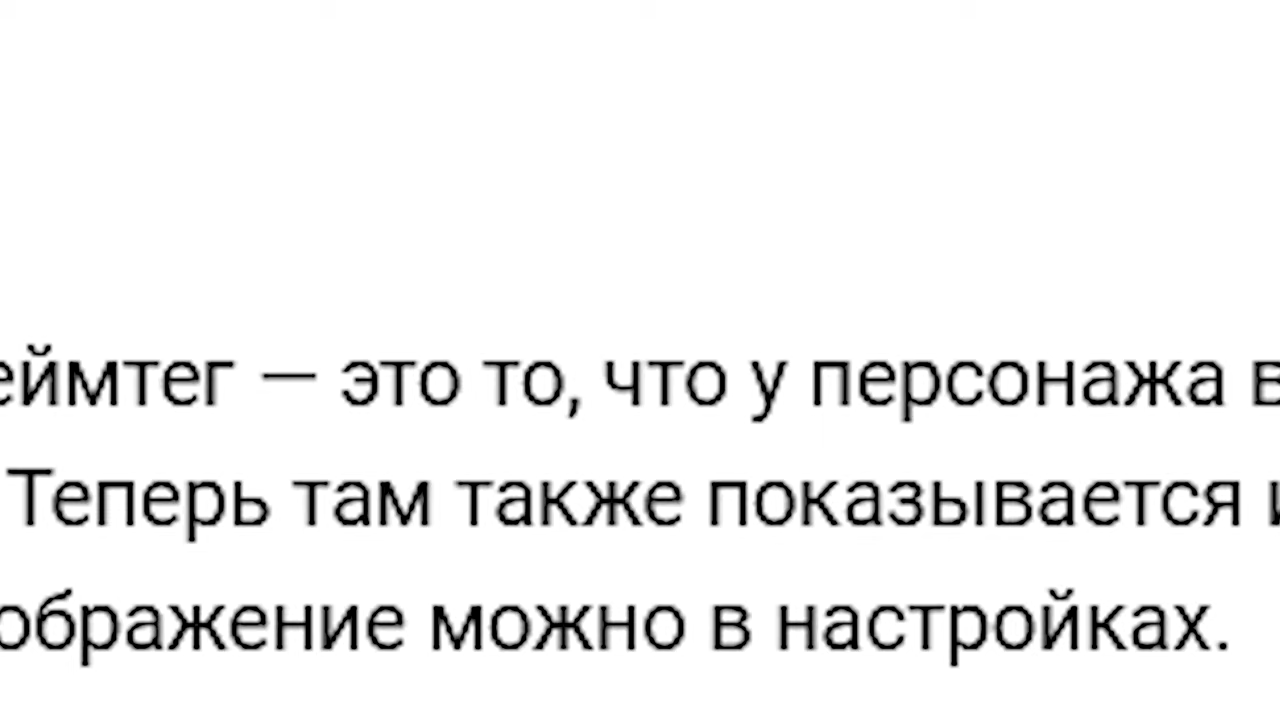 еймтег — это то, что у персонажа в
Теперь там также показывается и
ображение можно в настройках.